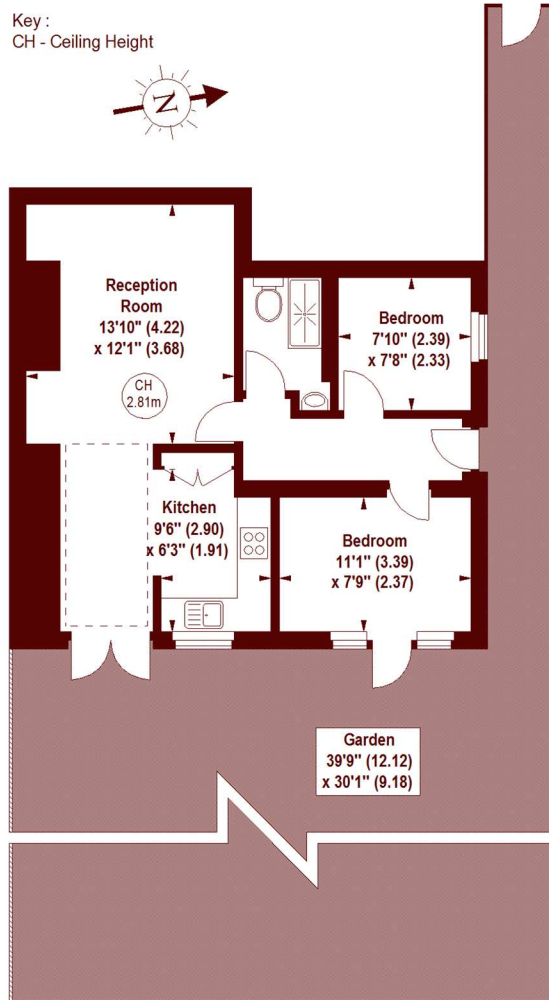 Key :
CH - Ceiling Height
N
Reception
Room
13'10" (4.22)
x 12'1" (3.68)
CH
2.81m
Bedroom
7'10" (2.39)
x 7'8" (2.33)
Kitchen
9'6" (2.90)
x 6'3" (1.91)
Bedroom
11'1" (3.39)
x 7'9" (2.37)
Garden
39'9" (12.12)
x 30'1" (9.18)